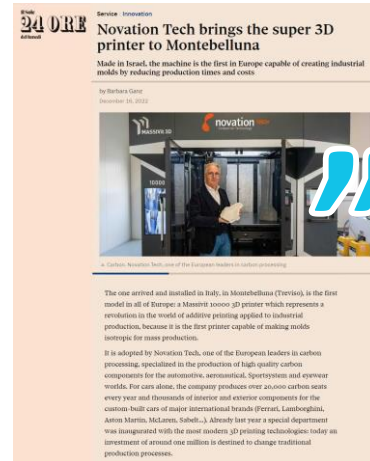 Il Sole
24 ORE
Service Innovation
Novation Tech brings the super 3D
printer to Montebelluna
Made in Israel, the machine is the first in Europe capable of creating industrial
molds by reducing production times and costs
by Barbara Ganz
December 16, 2022
MASSIVIT 3D
novation
10000
Carbon, Novation Tech, one of the European leaders in carbon processing
The one arrived and installed in Italy, in Montebelluna (Treviso), is the first
model in all of Europe: a Massivit 10000 3D printer which represents a
revolution in the world of additive printing applied to industrial
production, because it is the first printer capable of making molds
isotropic for mass production.
It is adopted by Novation Tech, one of the European leaders in carbon
processing, specialized in the production of high quality carbon
components for the automotive, aeronautical, Sportsystem and eyewear
worlds. For cars alone, the company produces over 20,000 carbon seats
every year and thousands of interior and exterior components for the
custom-built cars of major international brands (Ferrari, Lamborghini,
Aston Martin, McLaren, Sabelt...). Already last year a special department
was inaugurated with the most modern 3D printing technologies: today an
investment of around one million is destined to change traditional
production processes.